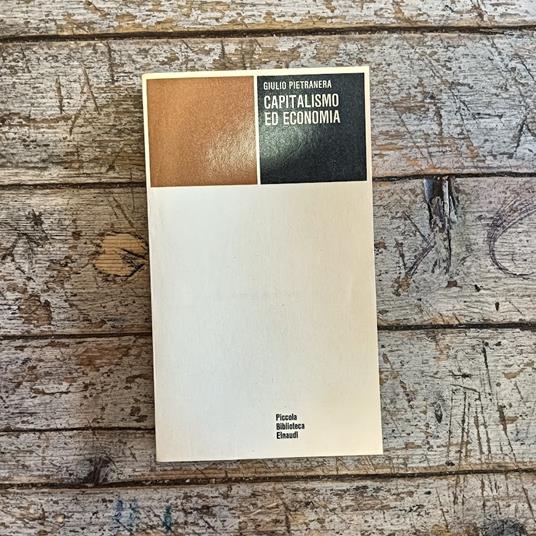 GIULIO PIETRANERA
CAPITALISMO
ED ECONOMIA
Piccola
Biblioteca
Einaudi